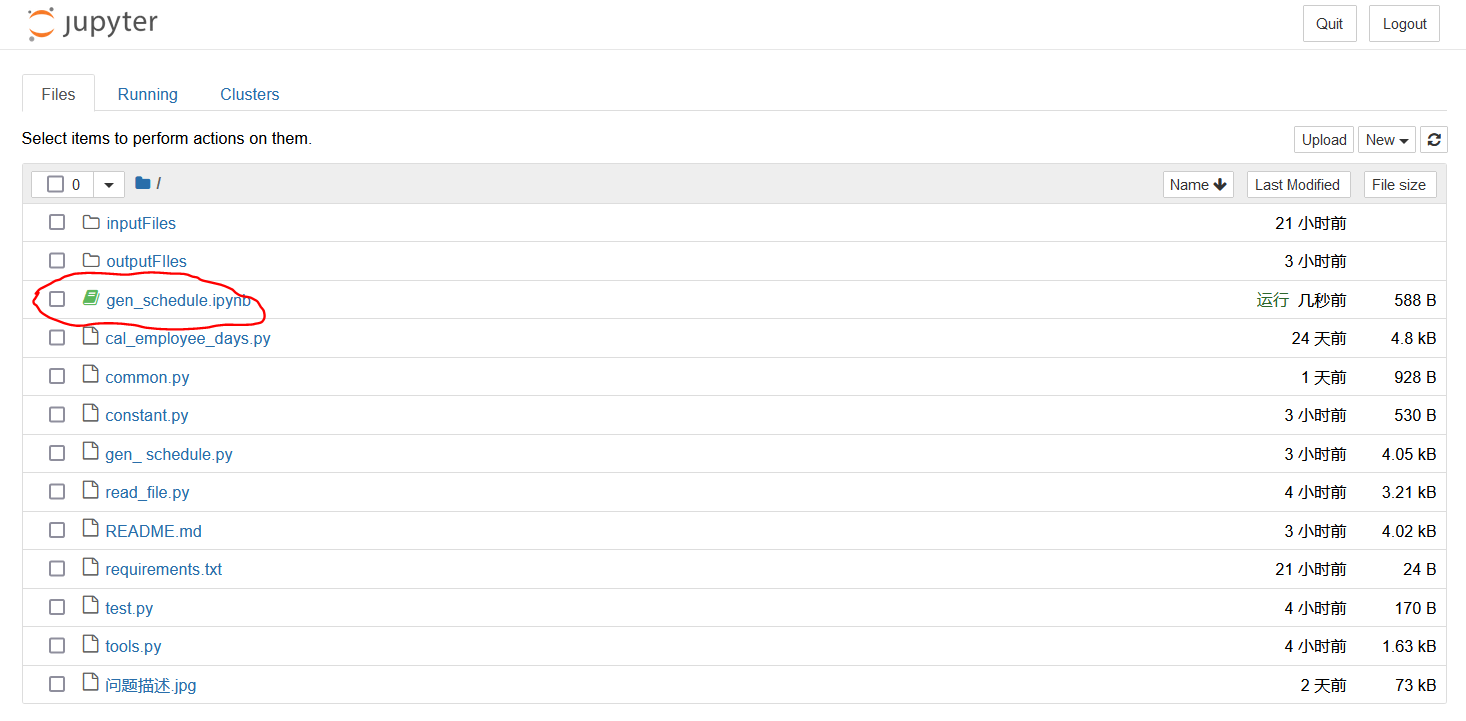 jupyter Quit Logout
Files Running Clusters
Select items to perform actions on them. Upload New
0 / Name Last Modified File size
inputFiles 21 小时前
outputFIles 3 小时前
gen_schedule.ipynb 运行 几秒前 588 B
cal_employee_days.py 24 天前 4.8 kB
common.py 1 天前 928 B
constant.py 3 小时前 530 B
gen_ schedule.py 3 小时前 4.05 kB
read_file.py 4 小时前 3.21 kB
README.md 3 小时前 4.02 kB
requirements.txt 21 小时前 24 B
test.py 4 小时前 170 B
tools.py 4 小时前 1.63 kB
问题描述.jpg 2 天前 73 kB